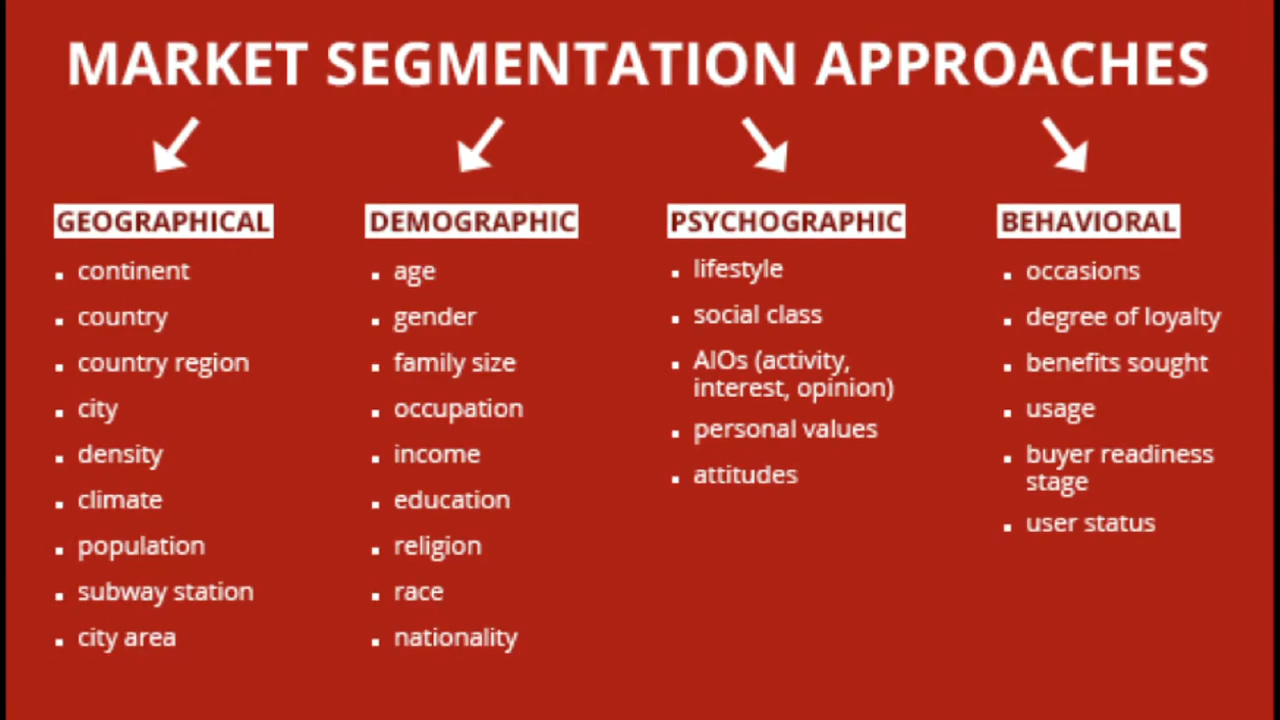 MARKET SEGMENTATION APPROACHES
GEOGRAPHICAL
continent
country
country region
city
density
climate
population
subway station
city area
DEMOGRAPHIC
age
gender
family size
occupation
income
education
religion
race
nationality
PSYCHOGRAPHIC
lifestyle
social class
AIOs (activity,
interest, opinion)
personal values
attitudes
BEHAVIORAL
occasions
degree of loyalty
benefits sought
usage
buyer readiness
stage
user status